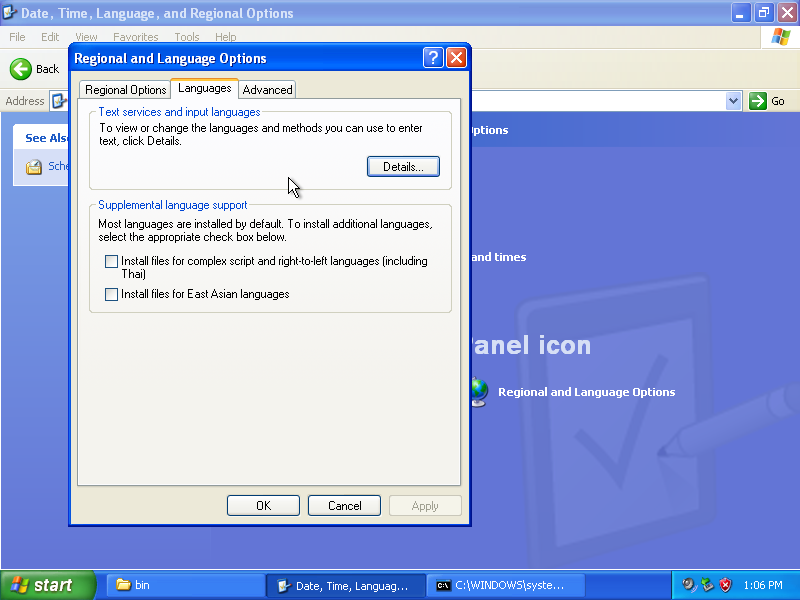 Date, Time, Language, and Regional Options
File Edit View Favorites Tools Help
Back
Address
Go
See Also
Sche
ptions
and times
Panel icon
Regional and Language Options
Regional and Language Options
Regional Options Languages Advanced
Text services and input languages
To view or change the languages and methods you can use to enter
text, click Details.
Details...
Supplemental language support
Most languages are installed by default. To install additional languages,
select the appropriate check box below.
Install files for complex script and right-to-left languages (including
Thai)
Install files for East Asian languages
OK Cancel Apply
start bin Date, Time, Languag... C:\WINDOWS\syste... 1:06 PM